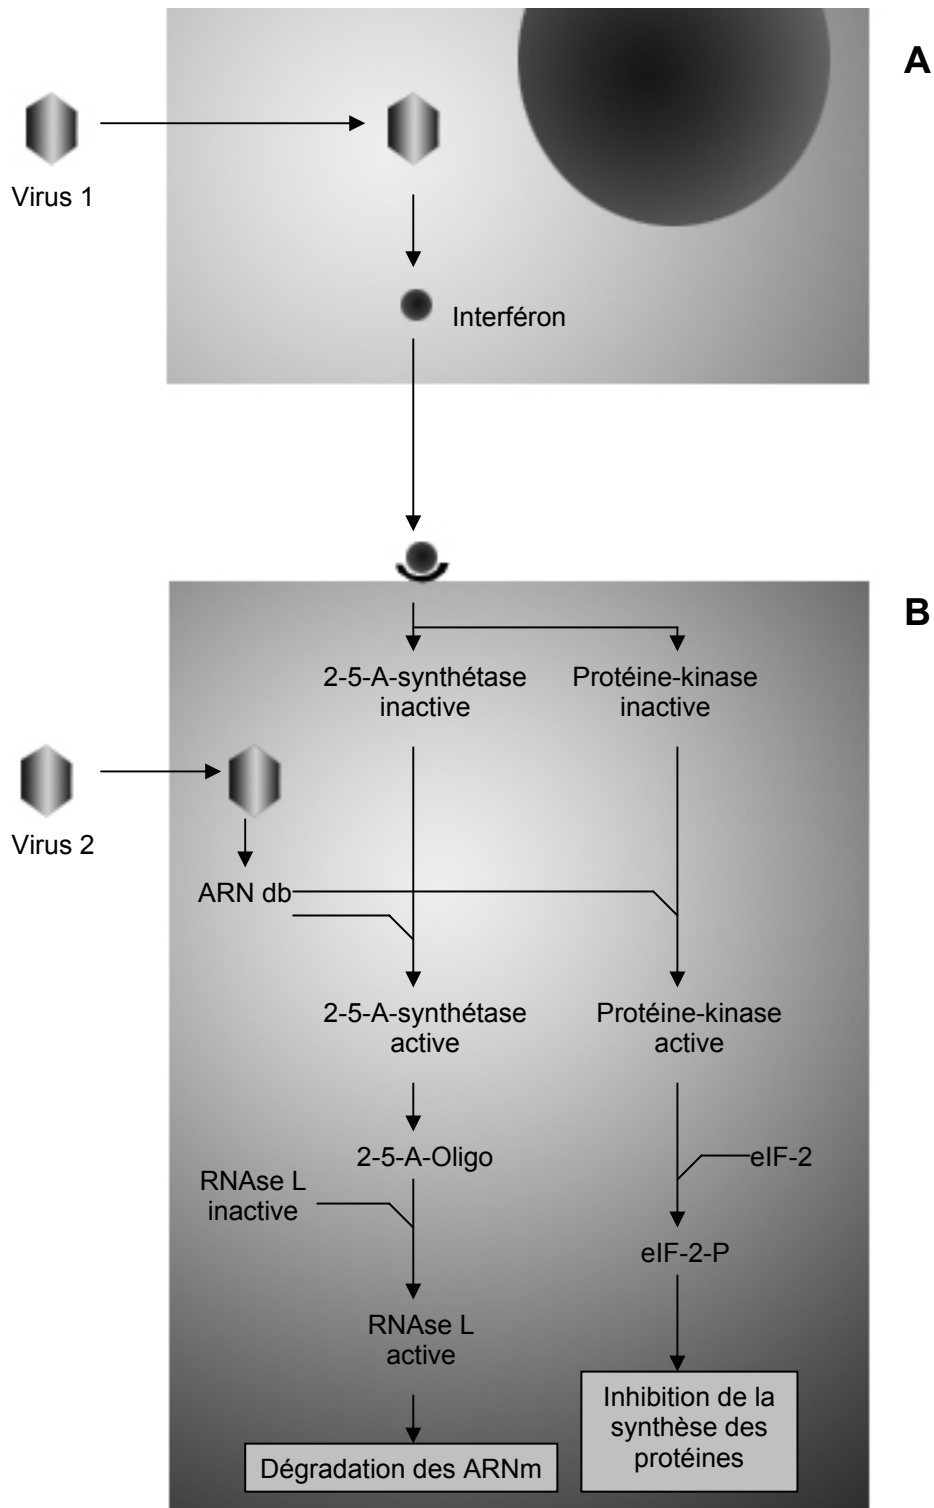 A
Virus 1
Interféron
B
2-5-A-synthétase
inactive
Protéine-kinase
inactive
Virus 2
ARN db
2-5-A-synthétase
active
Protéine-kinase
active
2-5-A-Oligo
eIF-2
RNAse L
inactive
eIF-2-P
RNAse L
active
Inhibition de la
synthèse des
protéines
Dégradation des ARNm